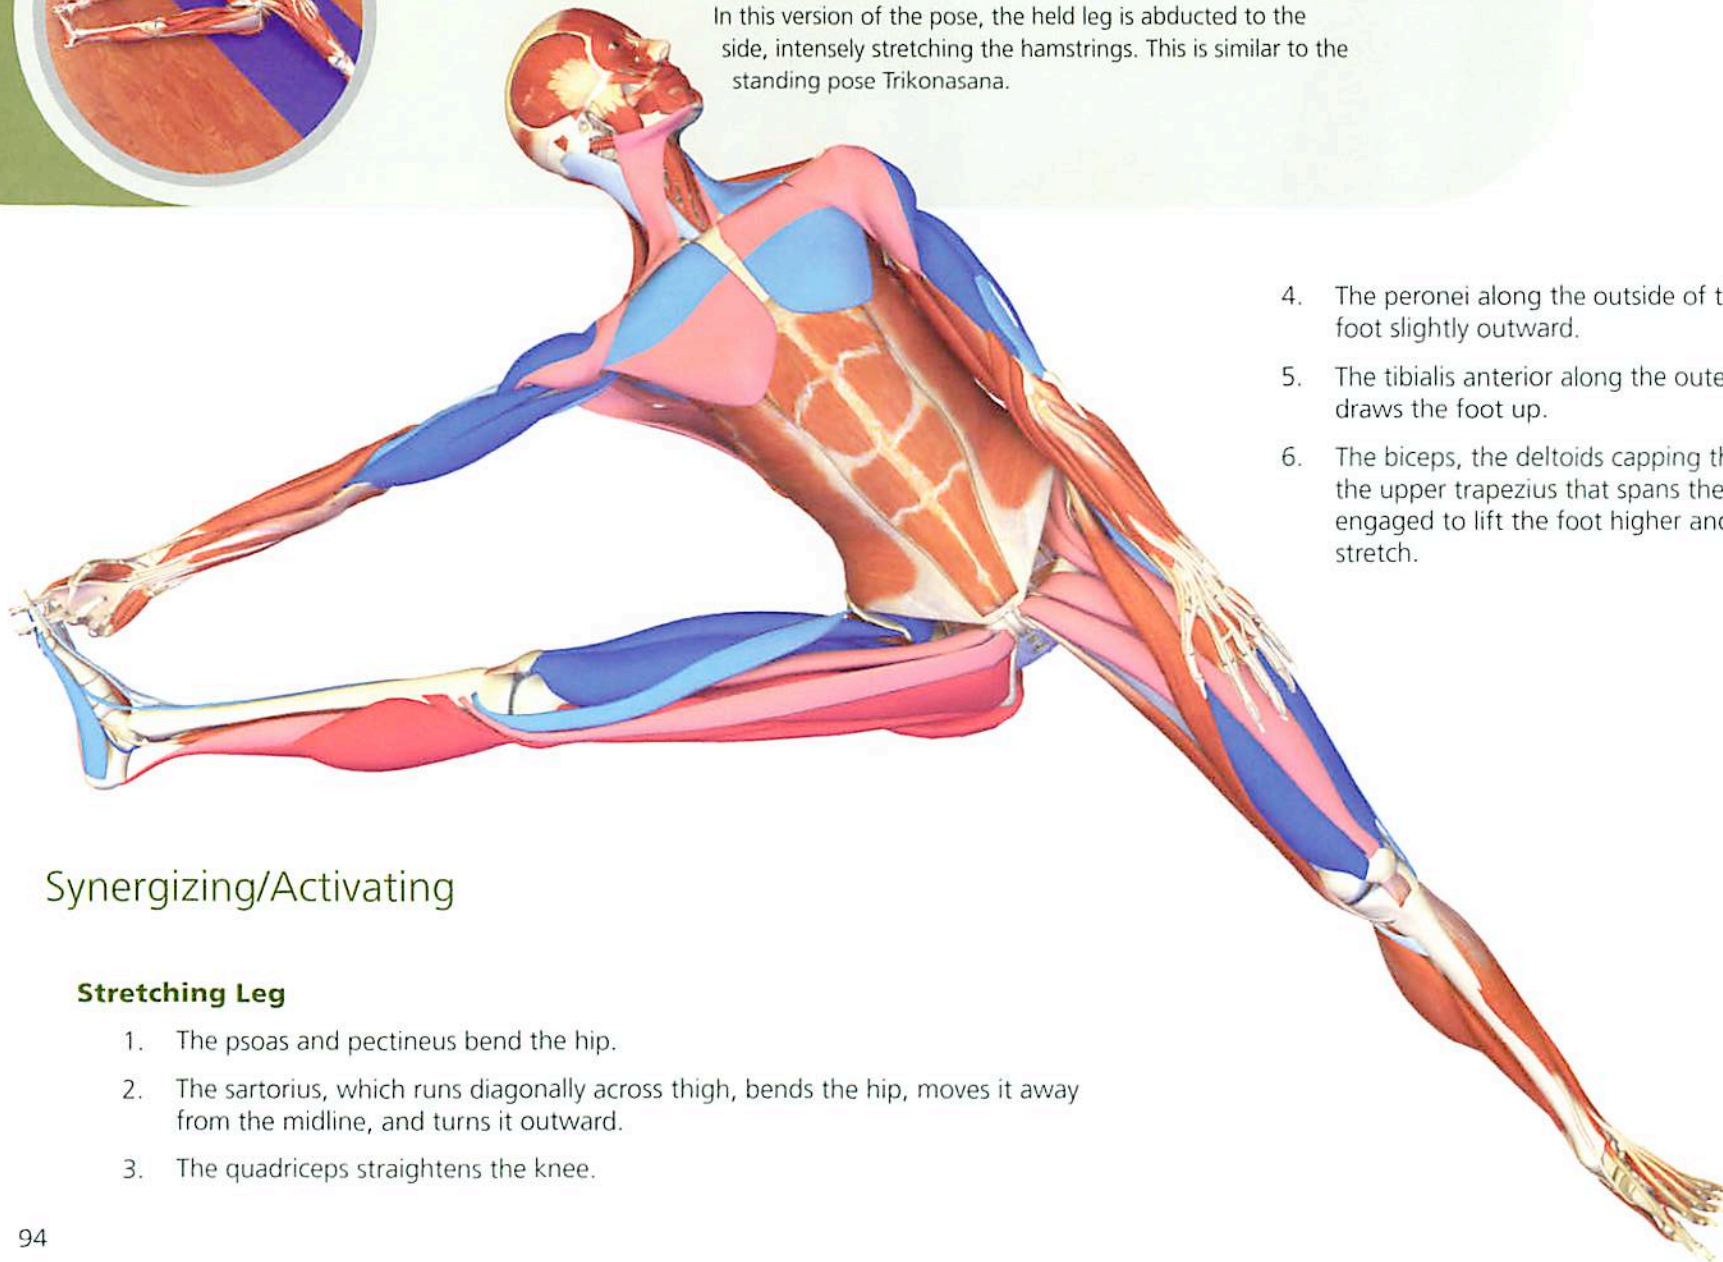 In this version of the pose, the held leg is abducted to the
side, intensely stretching the hamstrings. This is similar to the
standing pose Trikonasana.
Synergizing/Activating
Stretching Leg
1. The psoas and pectineus bend the hip.
2. The sartorius, which runs diagonally across thigh, bends the hip, moves it away
from the midline, and turns it outward.
3. The quadriceps straightens the knee.
4. The peronei along the outside of
foot slightly outward.
5. The tibialis anterior along the
draws the foot up.
6. The biceps, the deltoids capping
the upper trapezius that spans the
engaged to lift the foot higher
stretch.
94